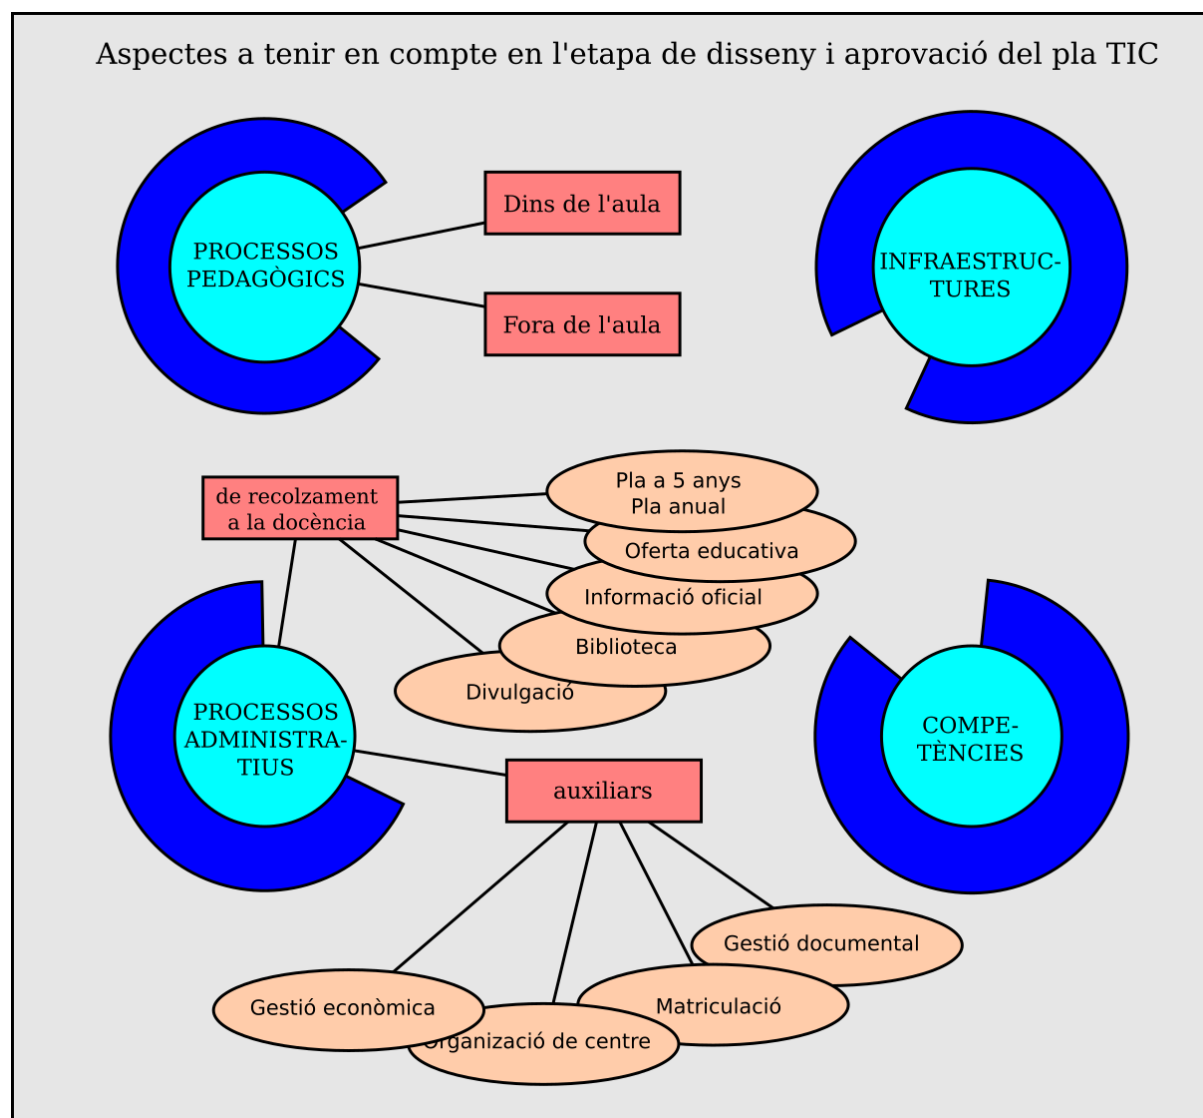 Aspectes a tenir en compte en l'etapa de disseny i aprovació del pla TIC
PROCESSOS
PEDAGÒGICS
Dins de l'aula
Fora de l'aula
INFRAESTRUC-
TURES
de recolzament
a la docència
Pla a 5 anys
Pla anual
Oferta educativa
Informació oficial
Biblioteca
Divulgació
PROCESSOS
ADMINISTRA-
TIUS
COMPE-
TÈNCIES
auxiliars
Gestió documental
Matriculació
Gestió econòmica
Organizació de centre